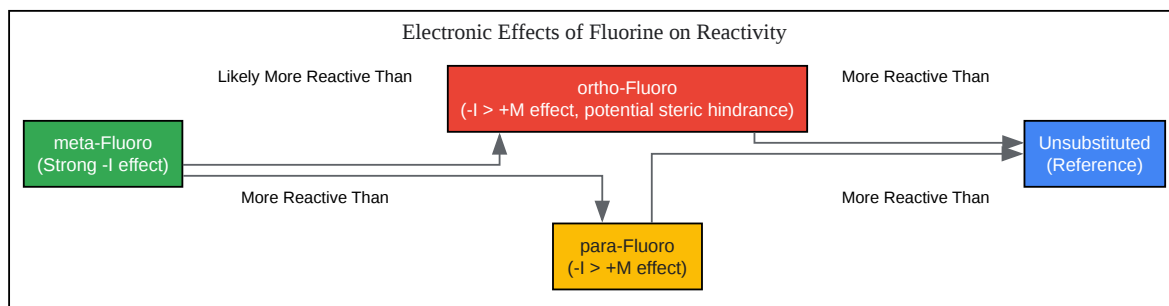 Electronic Effects of Fluorine on Reactivity
Likely More Reactive Than
ortho-Fluoro
(-I > +M effect, potential steric hindrance)
More Reactive Than
meta-Fluoro
(Strong -I effect)
Unsubstituted
(Reference)
More Reactive Than
More Reactive Than
para-Fluoro
(-I > +M effect)